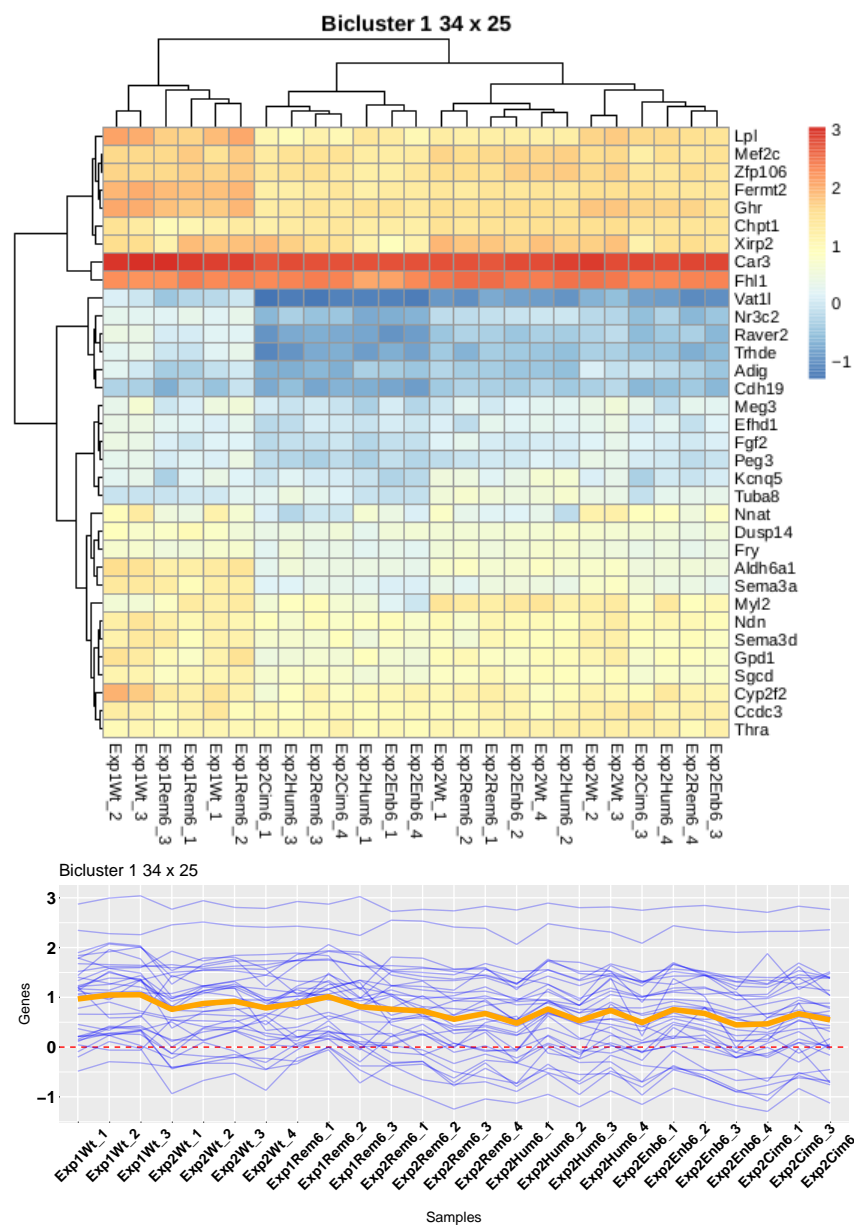 Bicluster 1 34 x 25
Lpl
Mef2c
Zfp106
Fermt2
Ghr
Chpt1
Xirp2
Car3
Fhl1
Vat1l
Nr3c2
Raver2
Trhde
Adig
Cdh19
Meg3
Efhd1
Fgf2
Peg3
Kcnq5
Tuba8
Nnat
Dusp14
Fry
Aldh6a1
Sema3a
Myl2
Ndn
Sema3d
Gpd1
Sgcd
Cyp2f2
Ccdc3
Thra
3
2
1
0
−1
Exp1Wt_2
Exp1Wt_3
Exp1Rem6_3
Exp1Rem6_1
Exp1Wt_1
Exp1Rem6_2
Exp2Cim6_1
Exp2Hum6_3
Exp2Rem6_3
Exp2Cim6_4
Exp2Hum6_1
Exp2Enb6_1
Exp2Enb6_4
Exp2Wt_1
Exp2Rem6_2
Exp2Rem6_1
Exp2Enb6_2
Exp2Wt_4
Exp2Hum6_2
Exp2Wt_2
Exp2Wt_3
Exp2Cim6_3
Exp2Hum6_4
Exp2Rem6_4
Exp2Enb6_3
Bicluster 1 34 x 25
3
2
1
0
−1
Genes
Exp1Wt_1
Exp1Wt_2
Exp1Wt_3
Exp2Wt_1
Exp2Wt_2
Exp2Wt_3
Exp2Wt_4
Exp1Rem6_1
Exp1Rem6_2
Exp1Rem6_3
Exp2Rem6_1
Exp2Rem6_2
Exp2Rem6_3
Exp2Rem6_4
Exp2Hum6_1
Exp2Hum6_2
Exp2Hum6_3
Exp2Hum6_4
Exp2Enb6_1
Exp2Enb6_2
Exp2Enb6_3
Exp2Enb6_4
Exp2Cim6_1
Exp2Cim6_3
Exp2Cim6
Samples